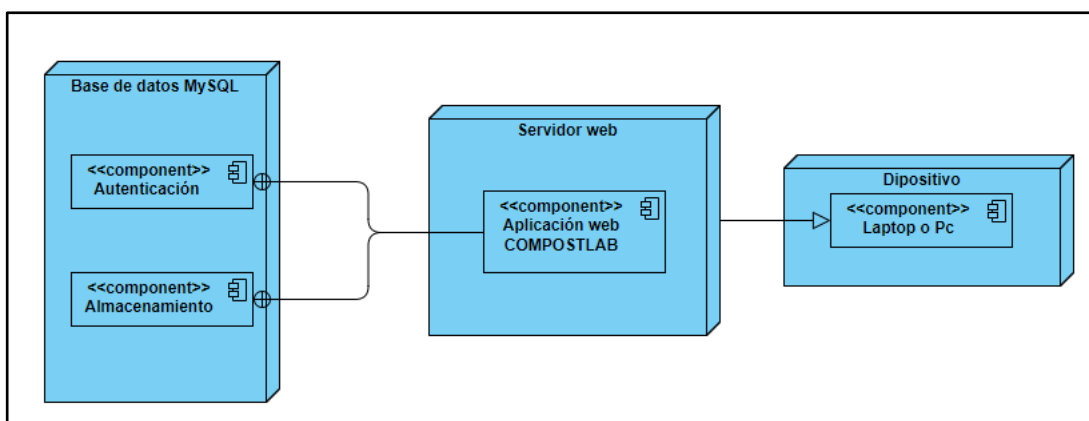 Base de datos MySQL
<<component>>
Autenticación
<<component>>
Almacenamiento
Servidor web
<<component>>
Aplicación web
COMPOSTLAB
Dipositivo
<<component>>
Laptop o Pc